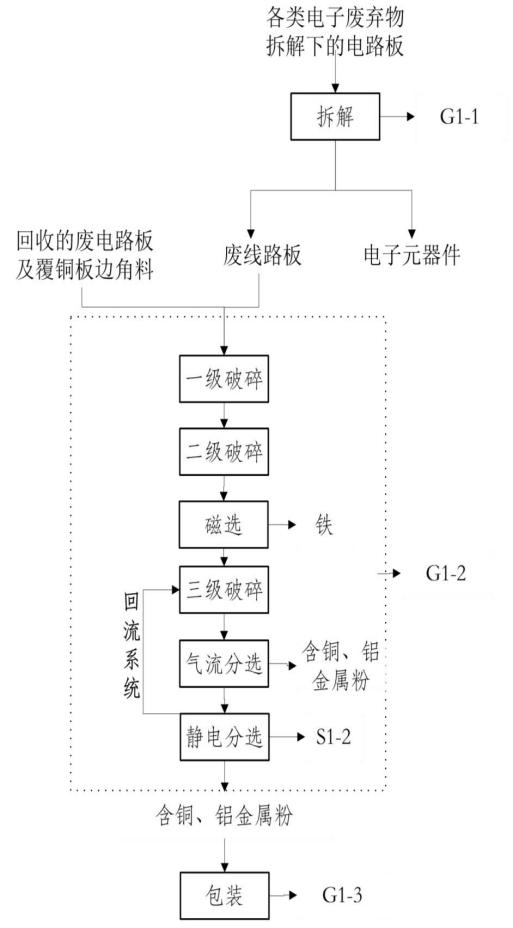 各类电子废弃物
拆解下的电路板
拆解
G1-1
回收的废电路板
及覆铜板边角料
废线路板
电子元器件
一级破碎
二级破碎
磁选
铁
三级破碎
G1-2
回流系统
气流分选
含铜、铝
金属粉
静电分选
S1-2
含铜、铝金属粉
包装
G1-3